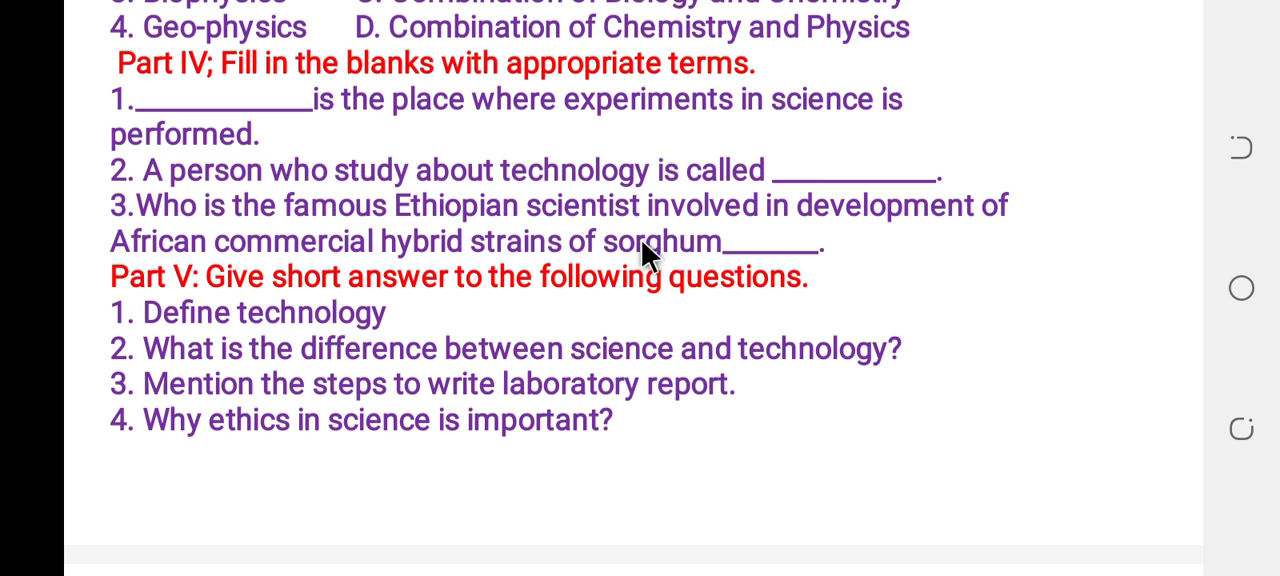 4. Geo-physics D. Combination of Chemistry and Physics
Part IV; Fill in the blanks with appropriate terms.
1.____________is the place where experiments in science is
performed.
2. A person who study about technology is called ___________.
3.Who is the famous Ethiopian scientist involved in development of
African commercial hybrid strains of sorghum______.
Part V: Give short answer to the following questions.
1. Define technology
2. What is the difference between science and technology?
3. Mention the steps to write laboratory report.
4. Why ethics in science is important?